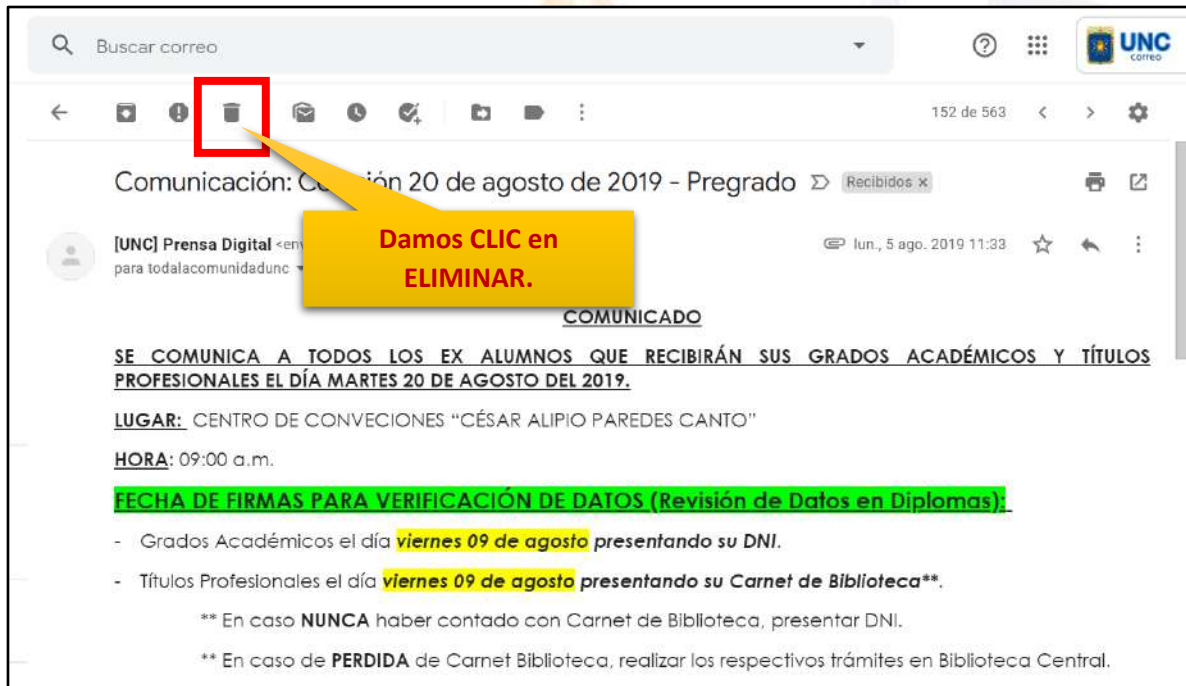 Buscar correo
UNC
correo
152 de 563
Comunicación: Co ión 20 de agosto de 2019 - Pregrado Recibidos x
[UNC] Prensa Digital <env
lun., 5 ago. 2019 11:33
para todalacomunidadunc
Damos CLIC en
ELIMINAR.
COMUNICADO
SE COMUNICA A TODOS LOS EX ALUMNOS QUE RECIBIRÁN SUS GRADOS ACADÉMICOS Y TÍTULOS
PROFESIONALES EL DÍA MARTES 20 DE AGOSTO DEL 2019.
LUGAR: CENTRO DE CONVECIONES “CÉSAR ALIPIO PAREDES CANTO”
HORA: 09:00 a.m.
FECHA DE FIRMAS PARA VERIFICACIÓN DE DATOS (Revisión de Datos en Diplomas):
- Grados Académicos el día viernes 09 de agosto presentando su DNI.
- Títulos Profesionales el día viernes 09 de agosto presentando su Carnet de Biblioteca**.
** En caso NUNCA haber contado con Carnet de Biblioteca, presentar DNI.
** En caso de PERDIDA de Carnet Biblioteca, realizar los respectivos trámites en Biblioteca Central.